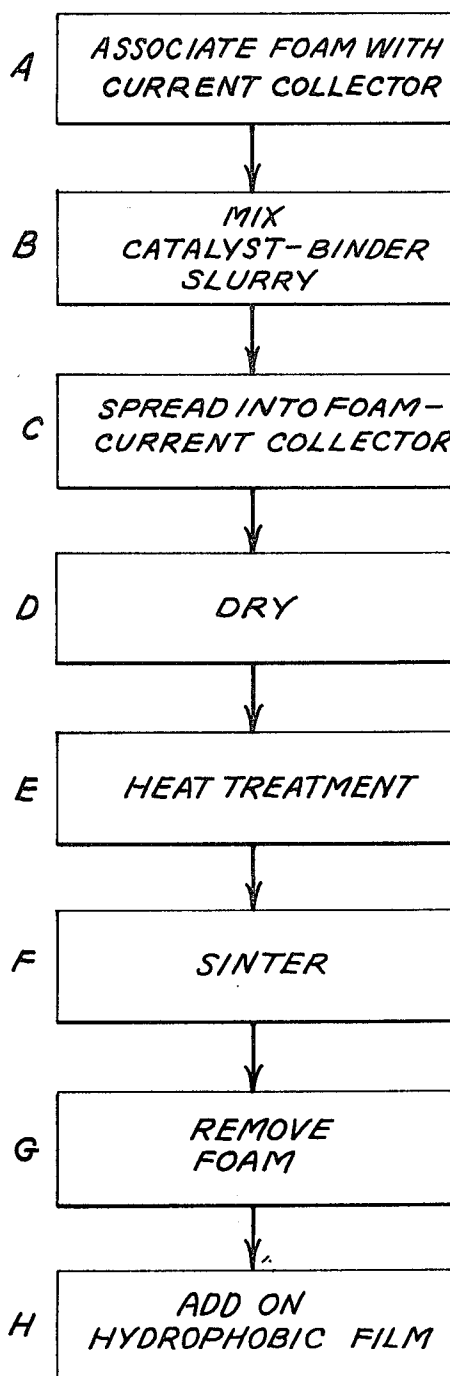 A
ASSOCIATE FOAM WITH
CURRENT COLLECTOR
B
MIX
CATALYST-BINDER
SLURRY
C
SPREAD INTO FOAM-
CURRENT COLLECTOR
D
DRY
E
HEAT TREATMENT
F
SINTER
G
REMOVE
FOAM
H
ADD ON
HYDROPHOBIC FILM